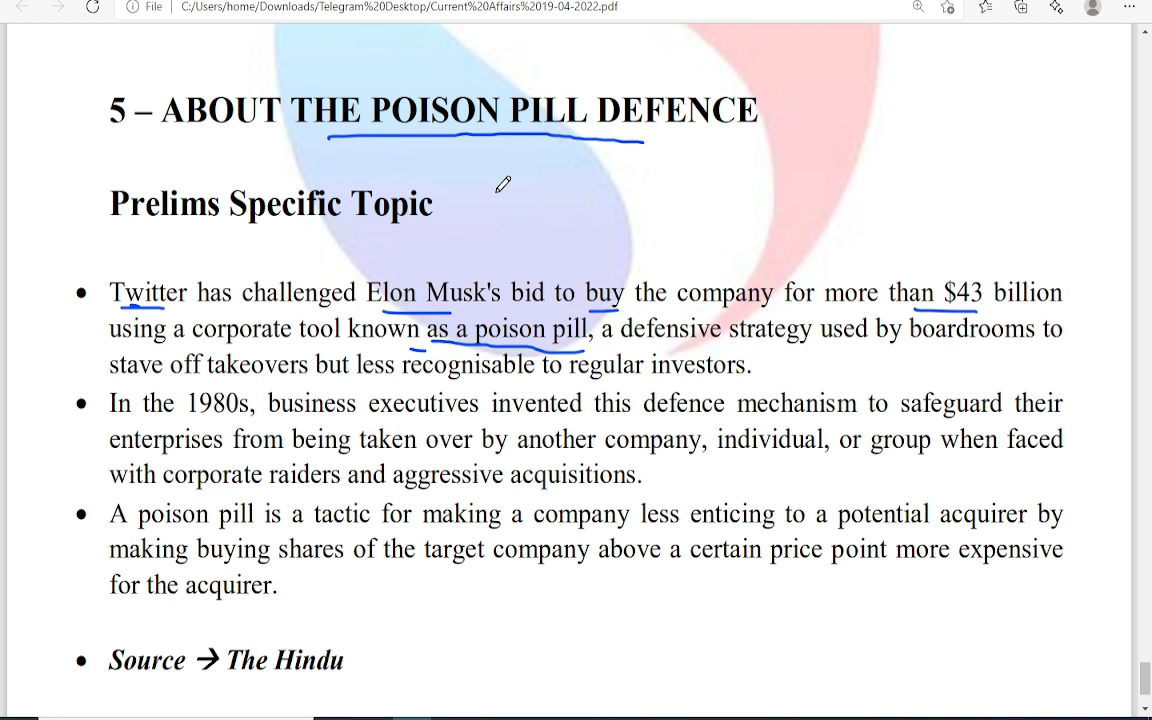 File C:/Users/home/Downloads/Telegram%20Desktop/Current%20Affairs%2019-04-2022.pdf
5 – ABOUT THE POISON PILL DEFENCE
Prelims Specific Topic
• Twitter has challenged Elon Musk's bid to buy the company for more than $43 billion
using a corporate tool known as a poison pill, a defensive strategy used by boardrooms to
stave off takeovers but less recognisable to regular investors.
• In the 1980s, business executives invented this defence mechanism to safeguard their
enterprises from being taken over by another company, individual, or group when faced
with corporate raiders and aggressive acquisitions.
• A poison pill is a tactic for making a company less enticing to a potential acquirer by
making buying shares of the target company above a certain price point more expensive
for the acquirer.
• Source → The Hindu